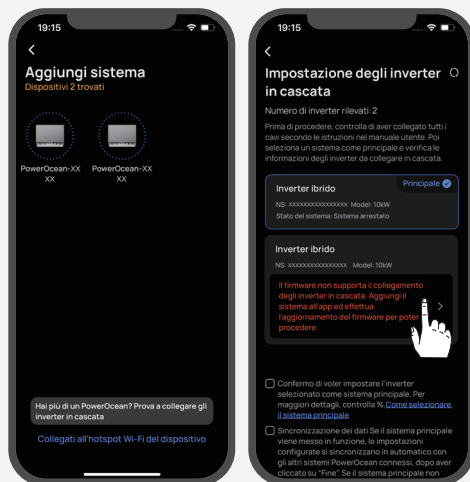 19:15
Aggiungi sistema
Dispositivi 2 trovati
PowerOcean-XX
XX
PowerOcean-XX
XX
Hai più di un PowerOcean? Prova a collegare gli
inverter in cascata
Collegati all'hotspot Wi-Fi del dispositivo
19:15
Impostazione degli inverter
in cascata
Numero di inverter rilevati: 2
Prima di procedere, controlla di aver collegato tutti i
cavi secondo le istruzioni nel manuale utente. Poi
seleziona un sistema come principale e verifica le
informazioni degli inverter da collegare in cascata.
Principale
Inverter ibrido
NS: XXXXXXXXXXXXXXXX Model: 10kW
Stato del sistema: Sistema arrestato
Inverter ibrido
NS: XXXXXXXXXXXXXXXX Model: 10kW
Il firmware non supporta il collegamento
degli inverter in cascata. Aggiungi il
sistema all'app ed effettua
l'aggiornamento del firmware per poter
procedere.
Confermo di voler impostare l'inverter
selezionato come sistema principale. Per
maggiori dettagli, controlla %.Come selezionare
il sistema principale
Sincronizzazione dei dati Se il sistema principale
viene messo in funzione, le impostazioni
configurate si sincronizzano in automatico con
gli altri sistemi PowerOcean connessi, dopo aver
cliccato su "Fine". Se il sistema principale non